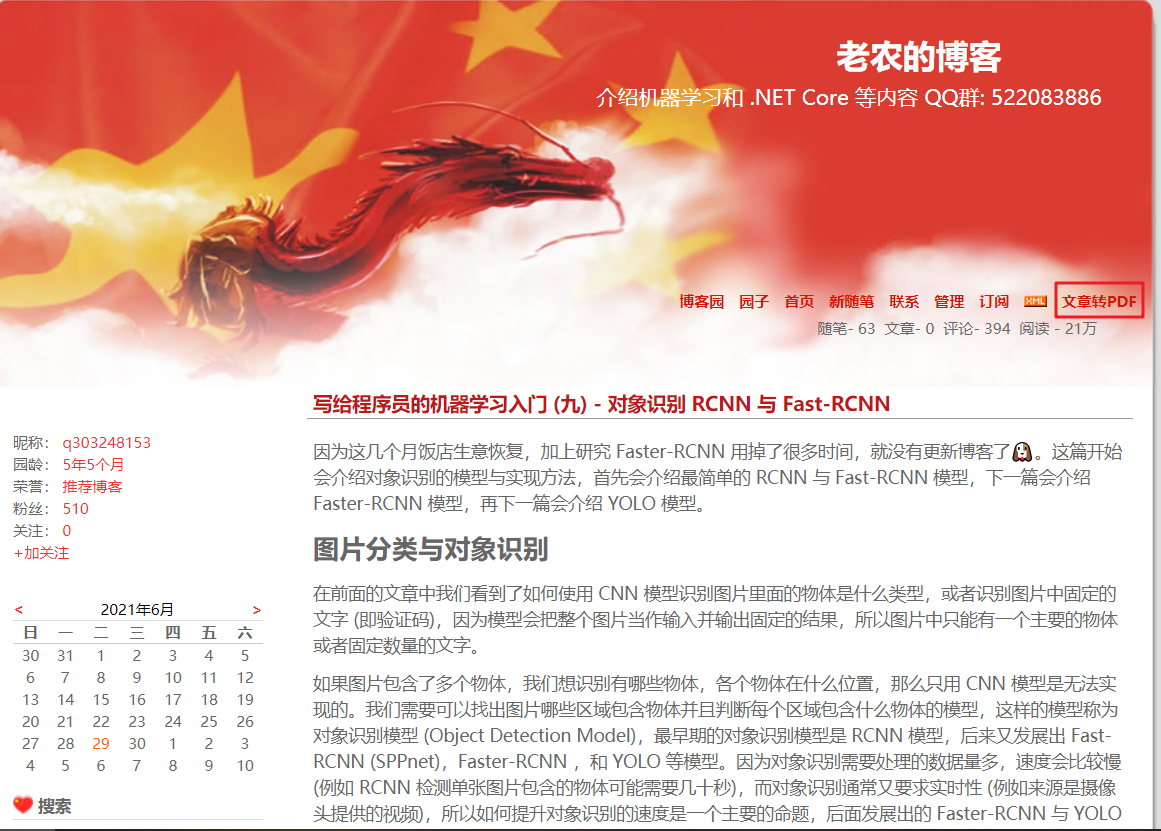 老农的博客
介绍机器学习和 .NET Core 等内容 QQ群: 522083886
博客园 园子 首页 新随笔 联系 管理 订阅 XML 文章转PDF
随笔- 63 文章- 0 评论- 394 阅读 - 21万
昵称: q303248153
园龄: 5年5个月
荣誉: 推荐博客
粉丝: 510
关注: 0
+加关注
< 2021年6月 >
日 一 二 三 四 五 六
30 31 1 2 3 4 5
6 7 8 9 10 11 12
13 14 15 16 17 18 19
20 21 22 23 24 25 26
27 28 29 30 1 2 3
4 5 6 7 8 9 10
搜索
写给程序员的机器学习入门 (九) - 对象识别 RCNN 与 Fast-RCNN
因为这几个月饭店生意恢复，加上研究 Faster-RCNN 用掉了很多时间，就没有更新博客了。这篇开始
会介绍对象识别的模型与实现方法，首先会介绍最简单的 RCNN 与 Fast-RCNN 模型，下一篇会介绍
Faster-RCNN 模型，再下一篇会介绍 YOLO 模型。
图片分类与对象识别
在前面的文章中我们看到了如何使用 CNN 模型识别图片里面的物体是什么类型，或者识别图片中固定的
文字 (即验证码)，因为模型会把整个图片当作输入并输出固定的结果，所以图片中只能有一个主要的物体
或者固定数量的文字。
如果图片包含了多个物体，我们想识别有哪些物体，各个物体在什么位置，那么只用 CNN 模型是无法实
现的。我们需要可以找出图片哪些区域包含物体并且判断每个区域包含什么物体的模型，这样的模型称为
对象识别模型 (Object Detection Model)，最早期的对象识别模型是 RCNN 模型，后来又发展出 Fast-
RCNN (SPPnet)，Faster-RCNN ，和 YOLO 等模型。因为对象识别需要处理的数据量多，速度会比较慢
(例如 RCNN 检测单张图片包含的物体可能需要几十秒)，而对象识别通常又要求实时性 (例如来源是摄像
头提供的视频)，所以如何提升对象识别的速度是一个主要的命题，后面发展出的 Faster-RCNN 与 YOLO